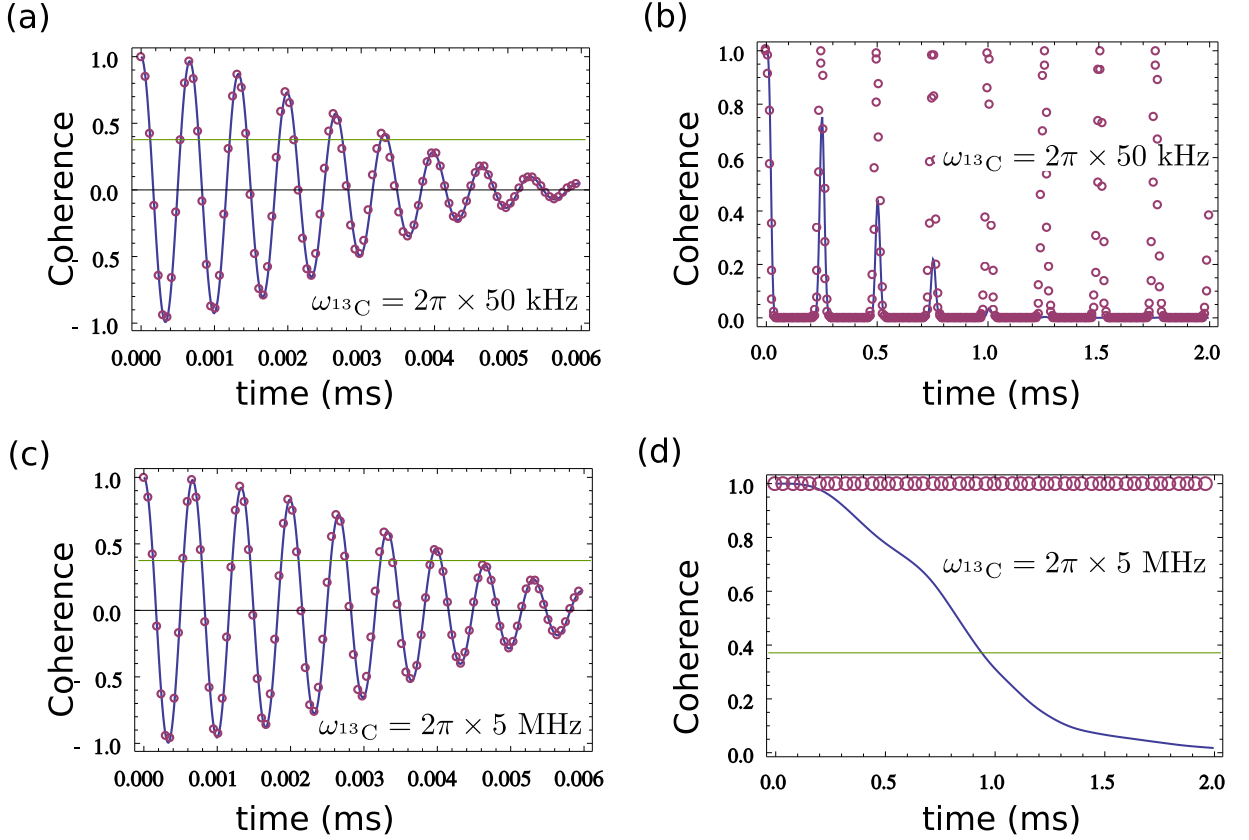 (a)
Coherence
1.0
0.5
0.0
- 0.5
- 1.0
ω13C = 2π × 50 kHz
0.000 0.001 0.002 0.003 0.004 0.005 0.006
time (ms)
(b)
Coherence
1.0
0.8
0.6
0.4
0.2
0.0
ω13C = 2π × 50 kHz
0.0 0.5 1.0 1.5 2.0
time (ms)
(c)
Coherence
1.0
0.5
0.0
- 0.5
- 1.0
ω13C = 2π × 5 MHz
0.000 0.001 0.002 0.003 0.004 0.005 0.006
time (ms)
(d)
Coherence
1.0
0.8
0.6
0.4
0.2
0.0
ω13C = 2π × 5 MHz
0.0 0.5 1.0 1.5 2.0
time (ms)